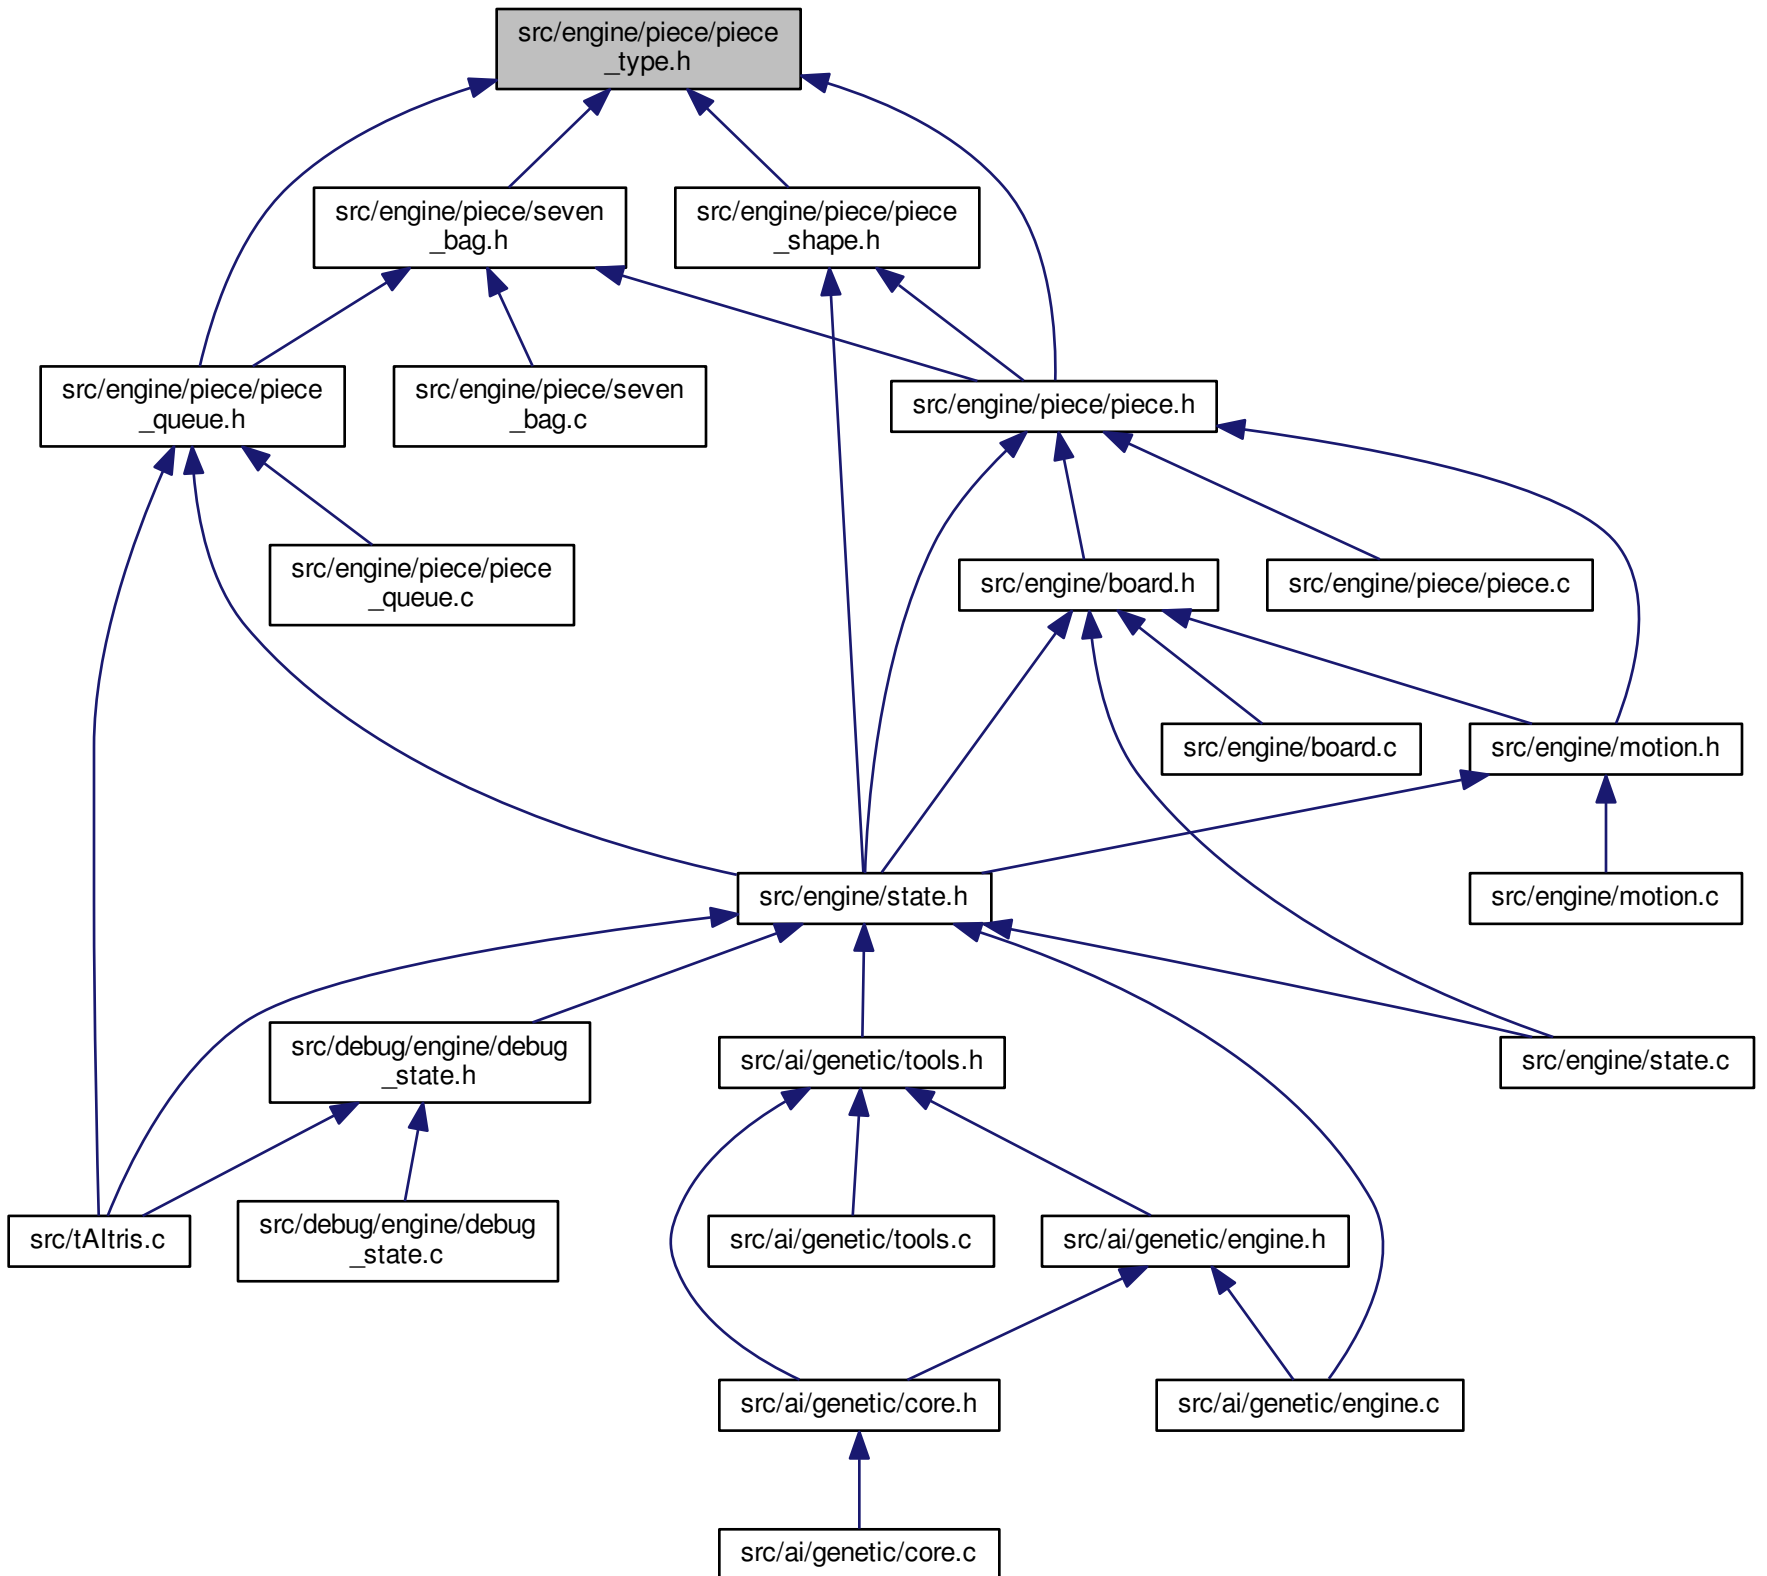 src/engine/piece/piece
_type.h
src/engine/piece/seven
_bag.h
src/engine/piece/piece
_shape.h
src/engine/piece/piece
_queue.h
src/engine/piece/seven
_bag.c
src/engine/piece/piece.h
src/engine/piece/piece
_queue.c
src/engine/board.h
src/engine/piece/piece.c
src/engine/board.c
src/engine/motion.h
src/engine/state.h
src/engine/motion.c
src/debug/engine/debug
_state.h
src/ai/genetic/tools.h
src/engine/state.c
src/tAItris.c
src/debug/engine/debug
_state.c
src/ai/genetic/tools.c
src/ai/genetic/engine.h
src/ai/genetic/core.h
src/ai/genetic/engine.c
src/ai/genetic/core.c